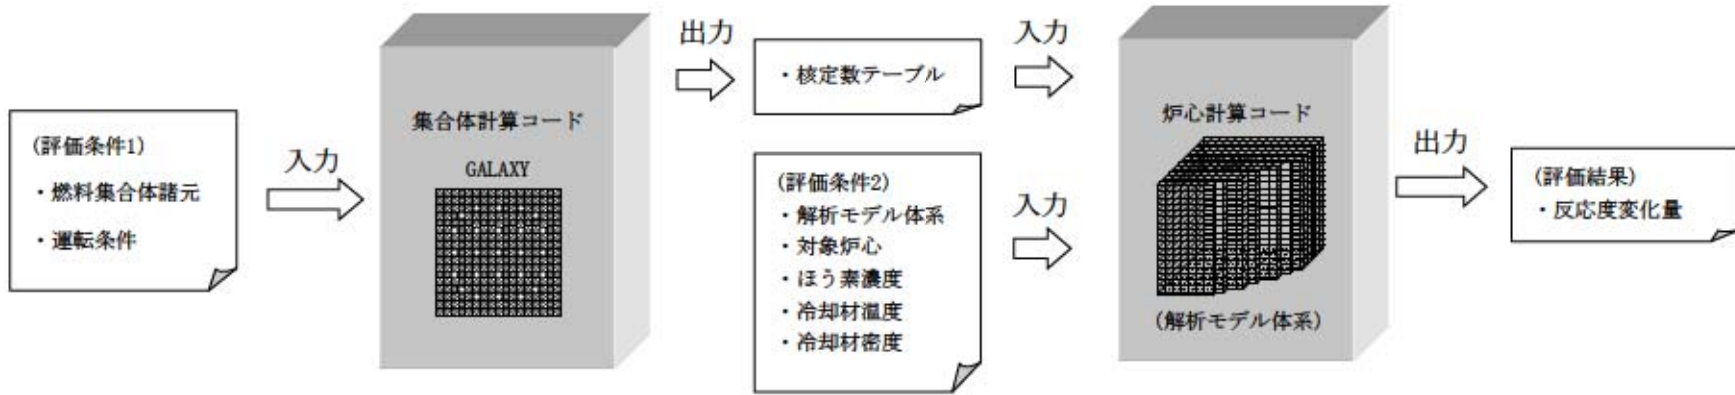 (評価条件1)
・燃料集合体諸元
・運転条件
入力
集合体計算コード
GALAXY
出力
・核定数テーブル
入力
(評価条件2)
・解析モデル体系
・対象炉心
・ほう素濃度
・冷却材温度
・冷却材密度
入力
炉心計算コード
(解析モデル体系)
出力
(評価結果)
・反応度変化量